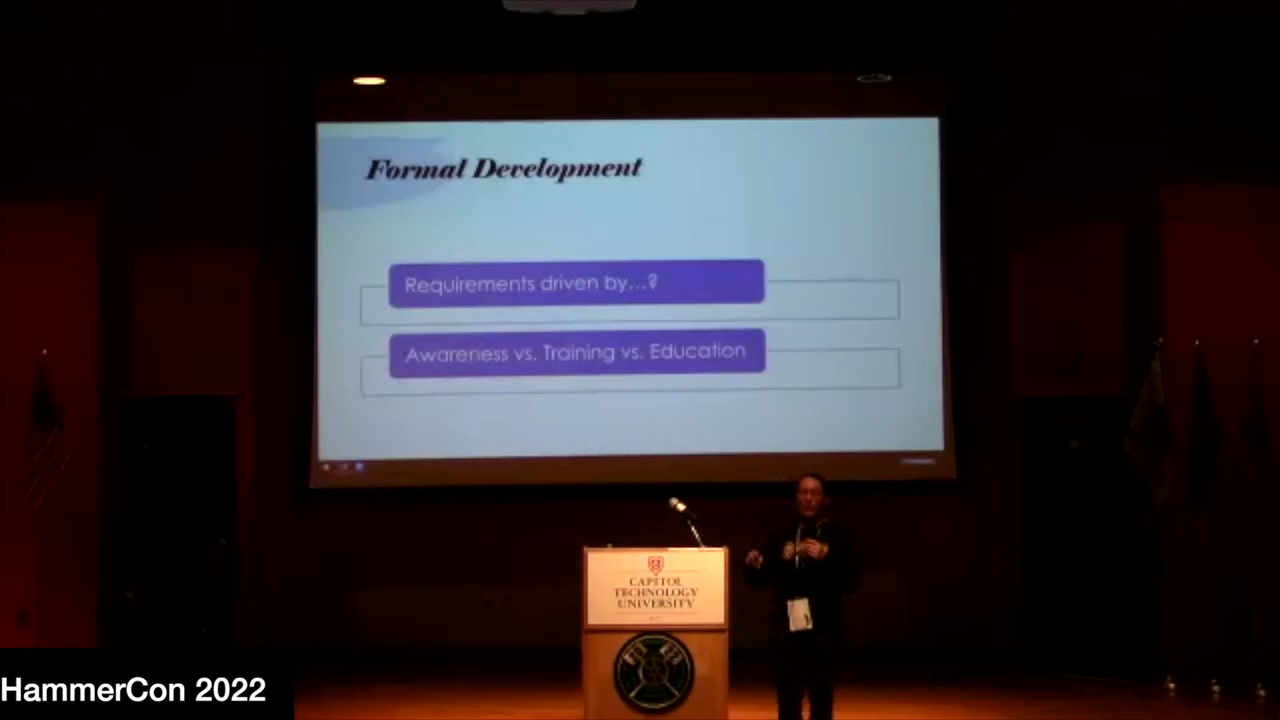 Formal Development
Requirements driven by...?
Awareness vs. Training vs. Education
CAPITOL
TECHNOLOGY
UNIVERSITY
HammerCon 2022